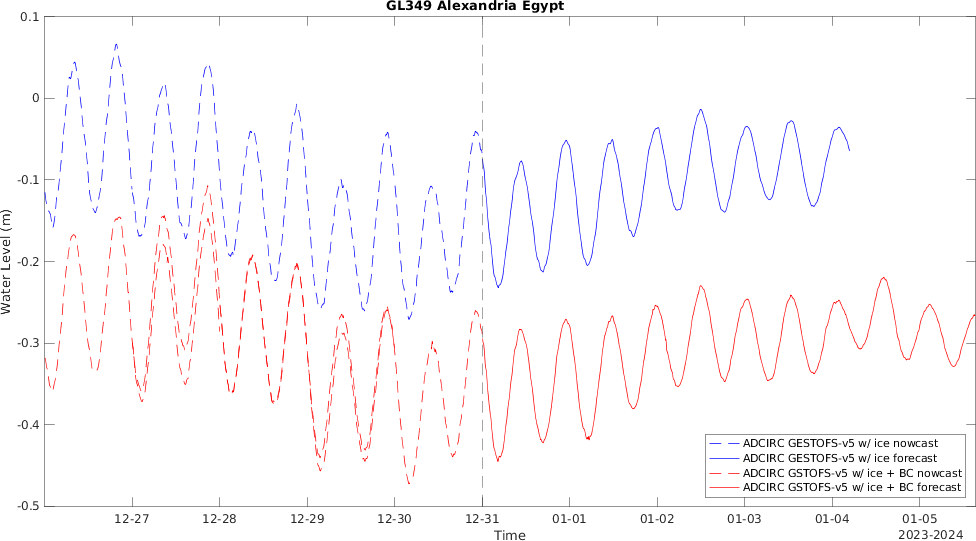 GL349 Alexandria Egypt
0.1
0
-0.1
-0.2
-0.3
-0.4
-0.5
Water Level (m)
12-27 12-28 12-29 12-30 12-31 01-01 01-02 01-03 01-04 01-05
Time
2023-2024
ADCIRC GESTOFS-v5 w/ ice nowcast
ADCIRC GESTOFS-v5 w/ ice forecast
ADCIRC GSTOFS-v5 w/ ice + BC nowcast
ADCIRC GSTOFS-v5 w/ ice + BC forecast